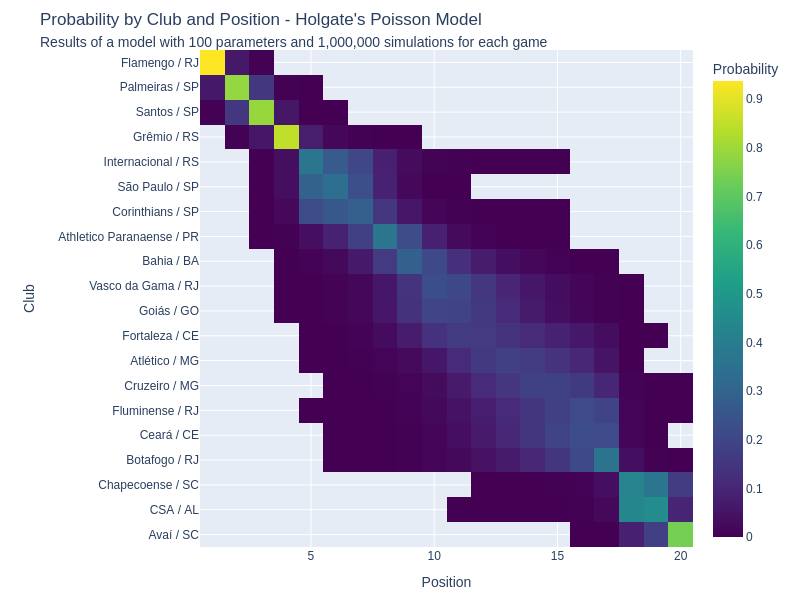 Probability by Club and Position - Holgate's Poisson Model
Results of a model with 100 parameters and 1,000,000 simulations for each game
Probability
Flamengo / RJ
Palmeiras / SP
Santos / SP
Grêmio / RS
Internacional / RS
São Paulo / SP
Corinthians / SP
Athletico Paranaense / PR
Bahia / BA
Vasco da Gama / RJ
Goiás / GO
Fortaleza / CE
Atlético / MG
Cruzeiro / MG
Fluminense / RJ
Ceará / CE
Botafogo / RJ
Chapecoense / SC
CSA / AL
Avaí / SC
Club
5 10 15 20
Position
0.9
0.8
0.7
0.6
0.5
0.4
0.3
0.2
0.1
0